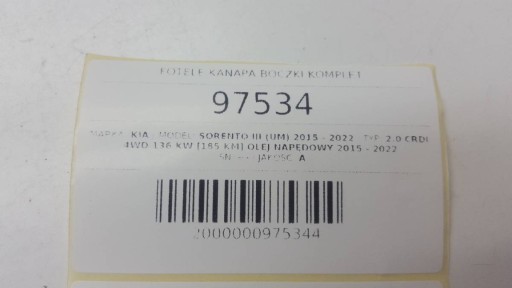 FOTELE KANAPA BOCZKI KOMPLET
97534
MARKA: KIA MODEL: SORENTO III (UM) 2015 - 2022 TYP: 2.0 CRDI
4WD 136 KW [185 KM] OLEJ NAPĘDOWY 2015 - 2022
SN: -- JAKOŚĆ: A
2000000975344